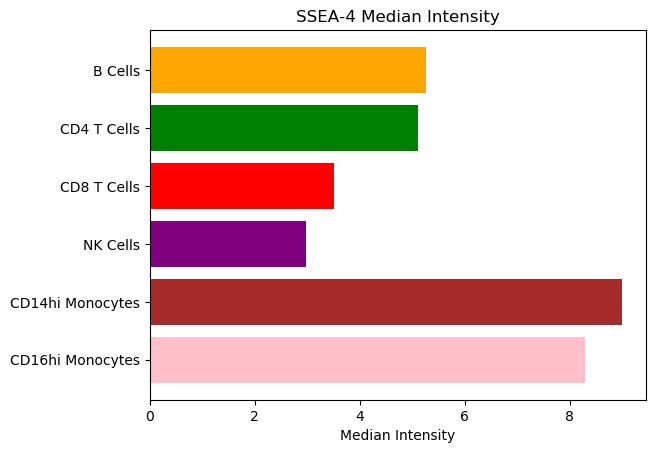 SSEA-4 Median Intensity
B Cells
CD4 T Cells
CD8 T Cells
NK Cells
CD14hi Monocytes
CD16hi Monocytes
0 2 4 6 8
Median Intensity